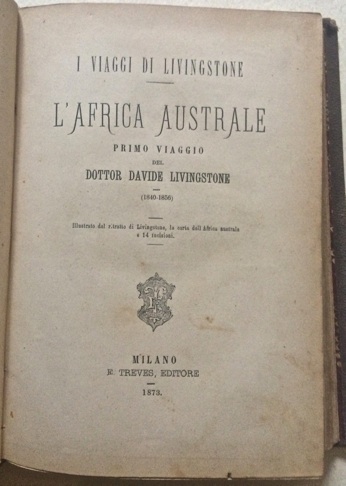 I VIAGGI DI LIVINGSTONE
L'AFRICA AUSTRALE
PRIMO VIAGGIO
DEL
DOTTOR DAVIDE LIVINGSTONE
(1840-1856)
Illustrato dal ritratto di Livingstone, la carta dell'Africa australe
e 14 incisioni.
MILANO
E. TREVES, EDITORE
1873.